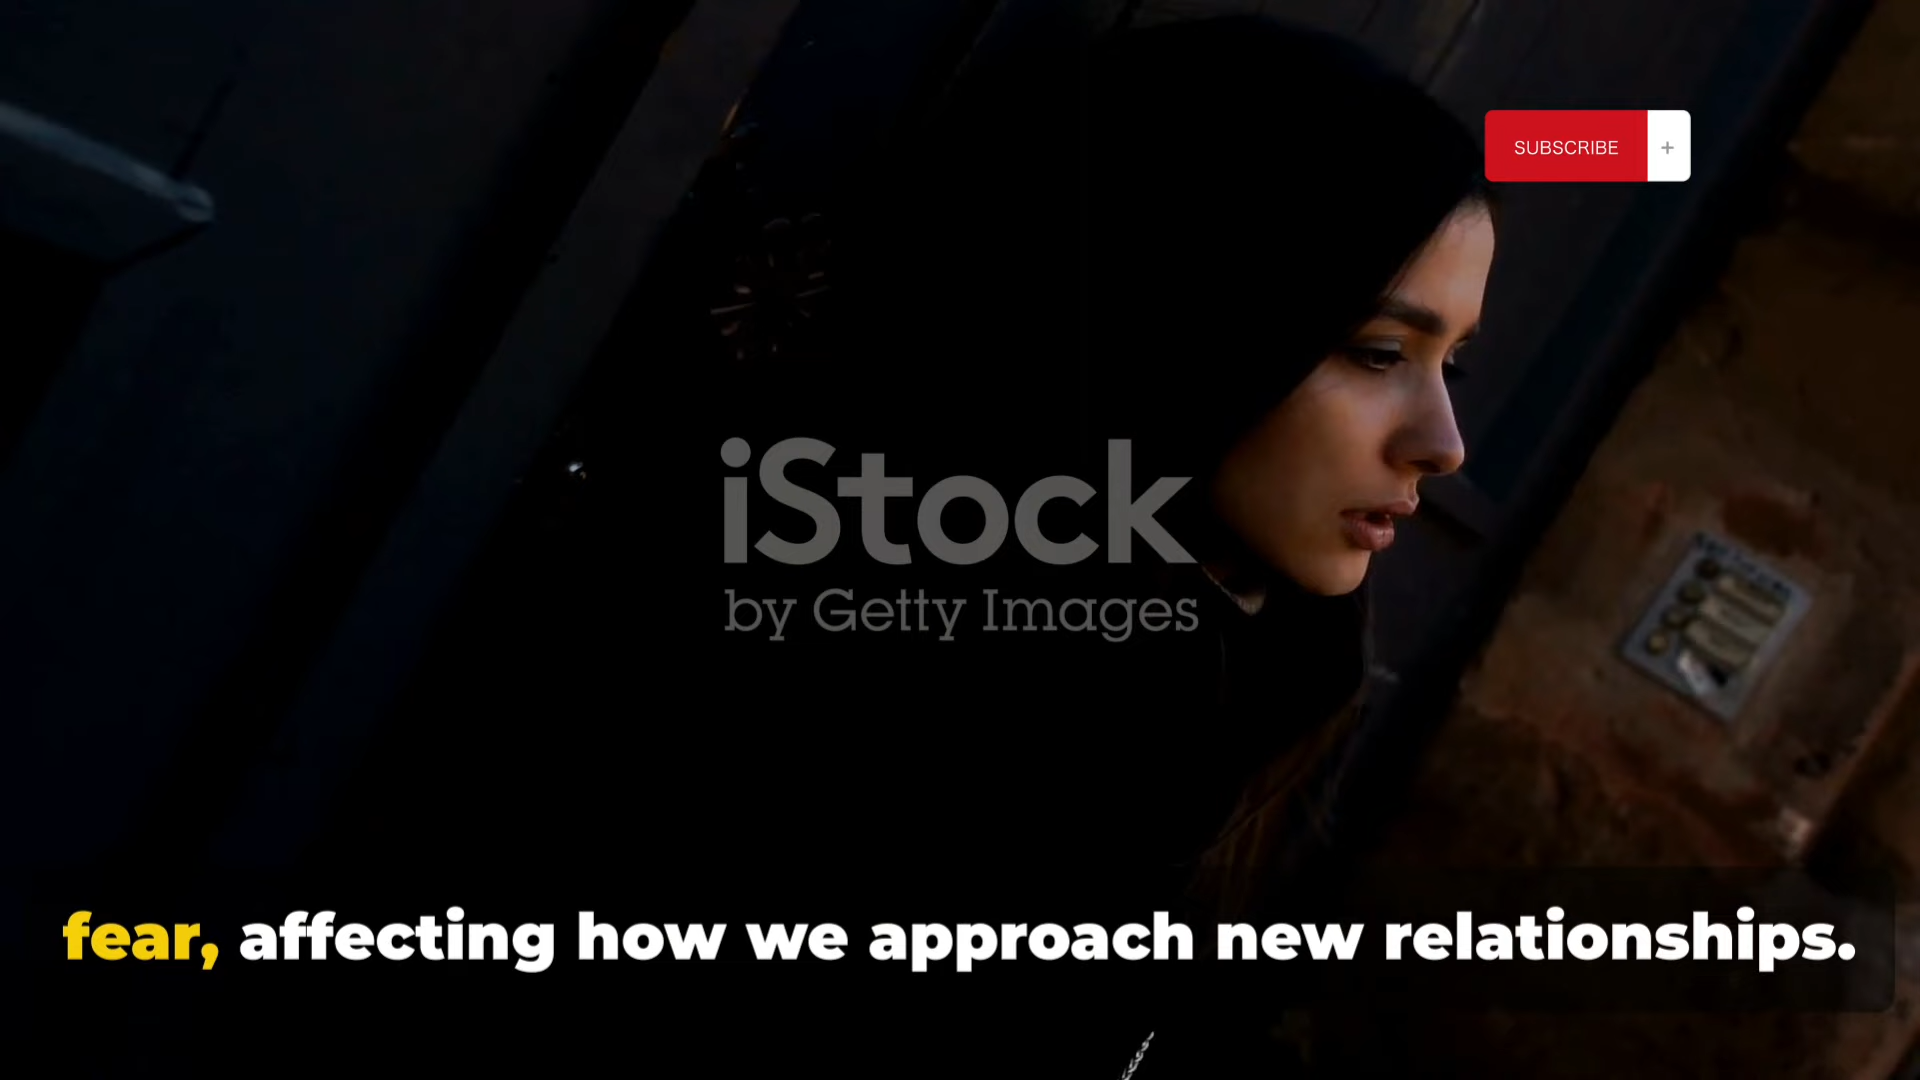 SUBSCRIBE +
iStock
by Getty Images
fear, affecting how we approach new relationships.